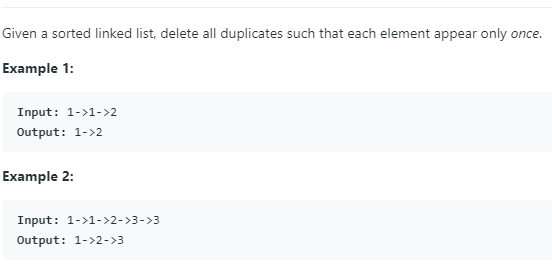 Given a sorted linked list, delete all duplicates such that each element appear only once.
Example 1:
Input: 1->1->2
Output: 1->2
Example 2:
Input: 1->1->2->3->3
Output: 1->2->3